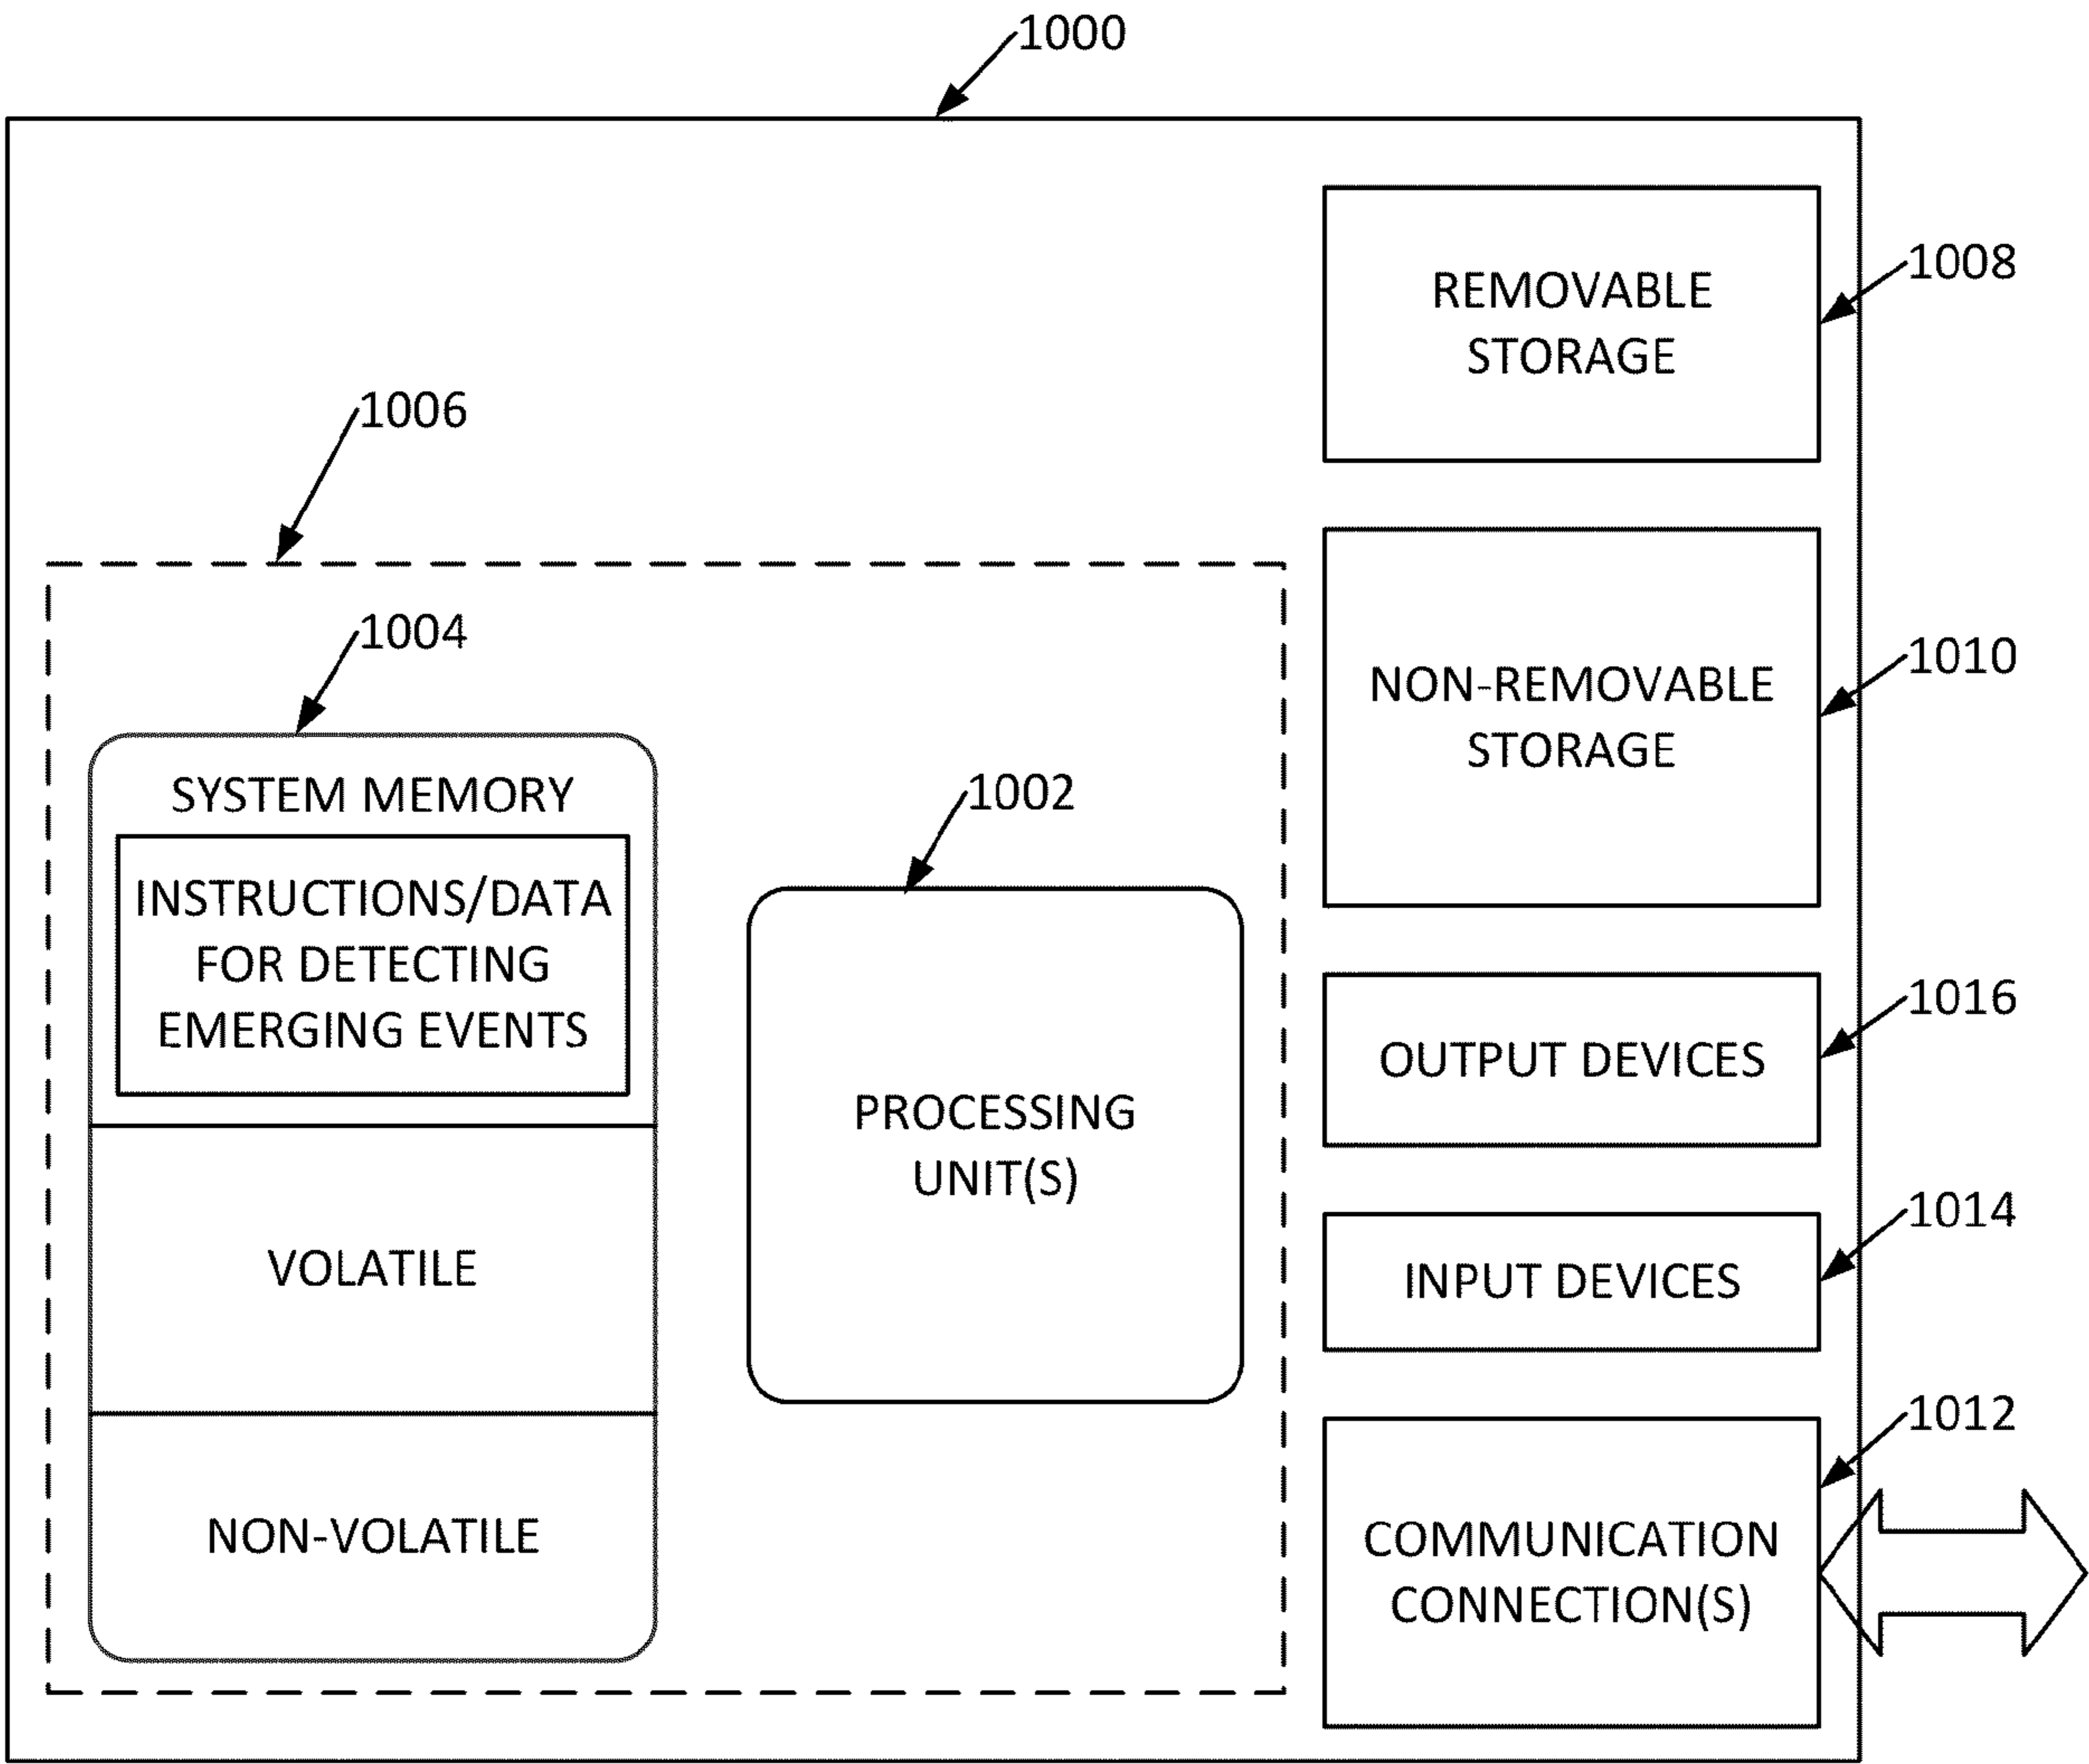 1000
REMOVABLE
STORAGE
1008
1006
NON-REMOVABLE
STORAGE
1010
1004
SYSTEM MEMORY
INSTRUCTIONS/DATA
FOR DETECTING
EMERGING EVENTS
VOLATILE
NON-VOLATILE
1002
PROCESSING
UNIT(S)
OUTPUT DEVICES
1016
INPUT DEVICES
1014
COMMUNICATION
CONNECTION(S)
1012